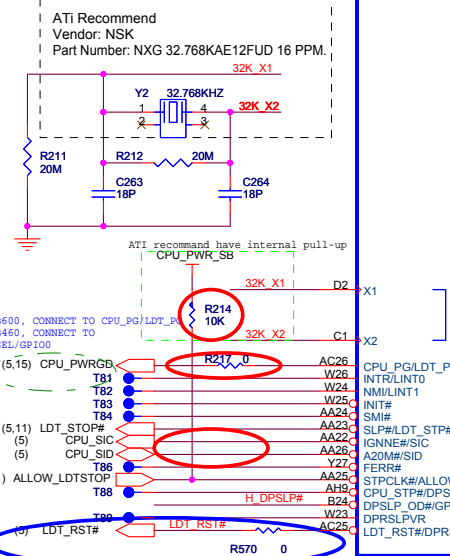 ATi Recommend
Vendor: NSK
Part Number: NXG 32.768KAE12FUD 16 PPM.
32K_X1
Y2 32.768KHZ
1 4 32K_X2
2 3
R211
20M
R212 20M
C263
18P
C264
18P
ATI recommand have internal pull-up
CPU_PWR_SB
32K_X1 D2 X1
R214
10K
600, CONNECT TO CPU_PG/LDT_PG
460, CONNECT TO
SEL/GPIO0
32K_X2 C1 X2
(5,15) CPU_PWRGD R217 0 AC26 CPU_PG/LDT_P
T81 W26 INTR/LINT0
T82 W24 NMI/LINT1
T83 W25 INIT#
T84 AA24 SMI#
(5,11) LDT_STOP# AA23 SLP#/LDT_STP#
(5) CPU_SIC AA22 IGNNE#/SIC
(5) CPU_SID AA26 A20M#/SID
T86 Y27 FERR#
) ALLOW_LDTSTOP AA25 STPCLK#/ALLOW
T88 AH9 CPU_STP#/DPS
H_DPSLP# B24 DPSLP_OD#/GP
T89 W23 DPRSLPVR
(5) LDT_RST# LDT_RST# AC25 LDT_RST#/DPRS
R570 0